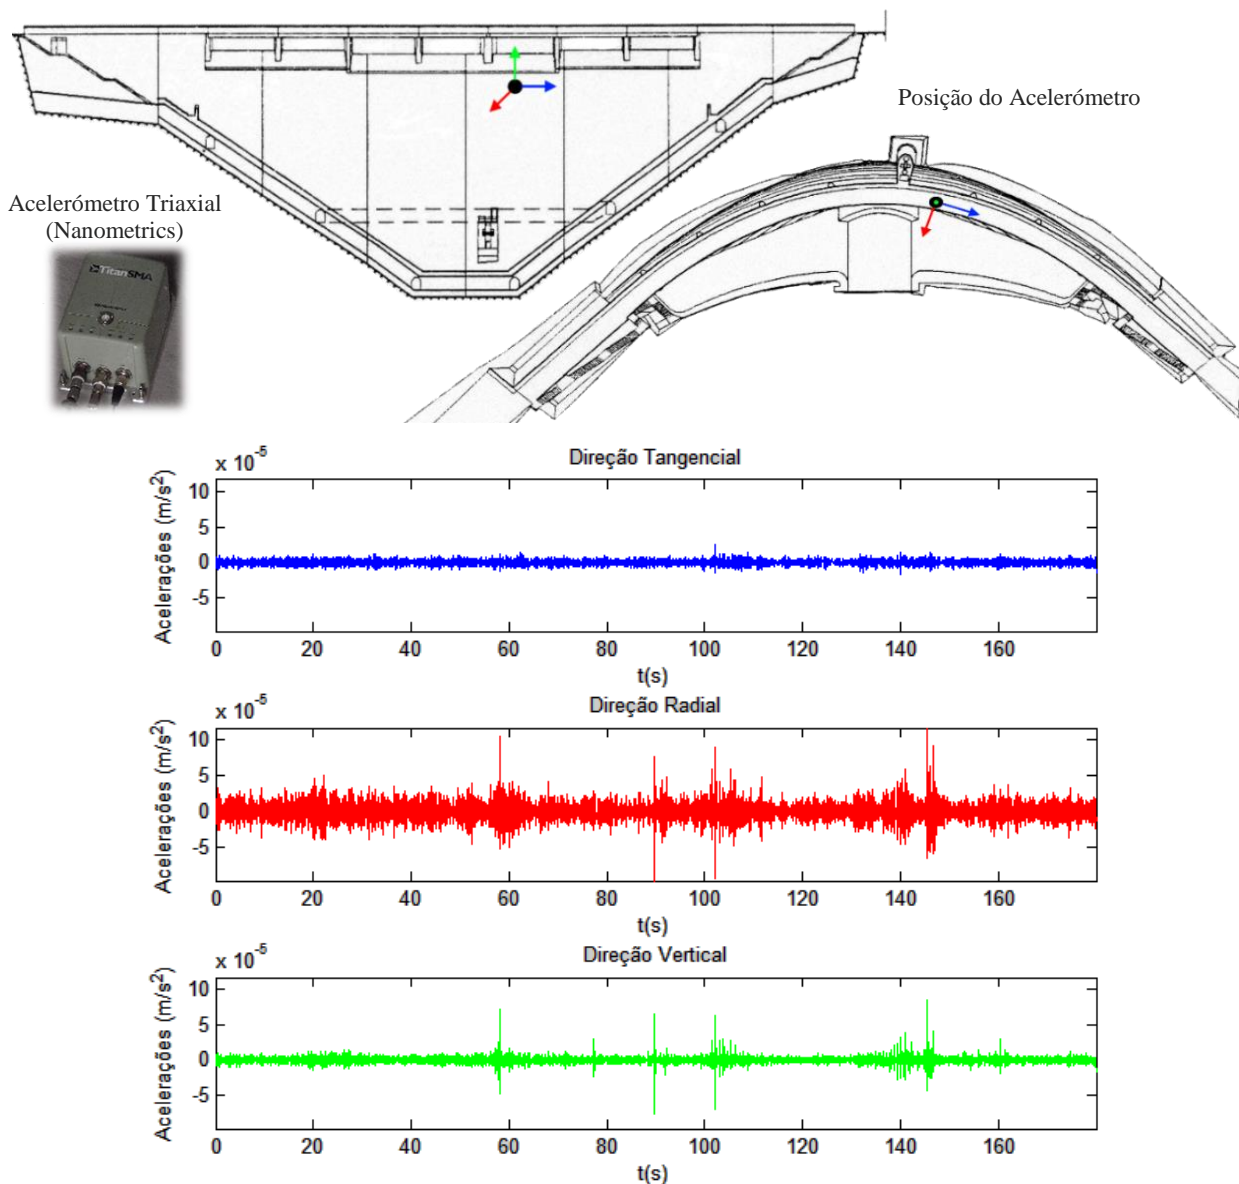 Posição do Acelerómetro
Acelerómetro Triaxial
(Nanometrics)
TitanSMA
x 10^-5
Direção Tangencial
Acelerações (m/s²)
10
5
0
-5
0 20 40 60 80 100 120 140 160
t(s)
x 10^-5
Direção Radial
Acelerações (m/s²)
10
5
0
-5
0 20 40 60 80 100 120 140 160
t(s)
x 10^-5
Direção Vertical
Acelerações (m/s²)
10
5
0
-5
0 20 40 60 80 100 120 140 160
t(s)